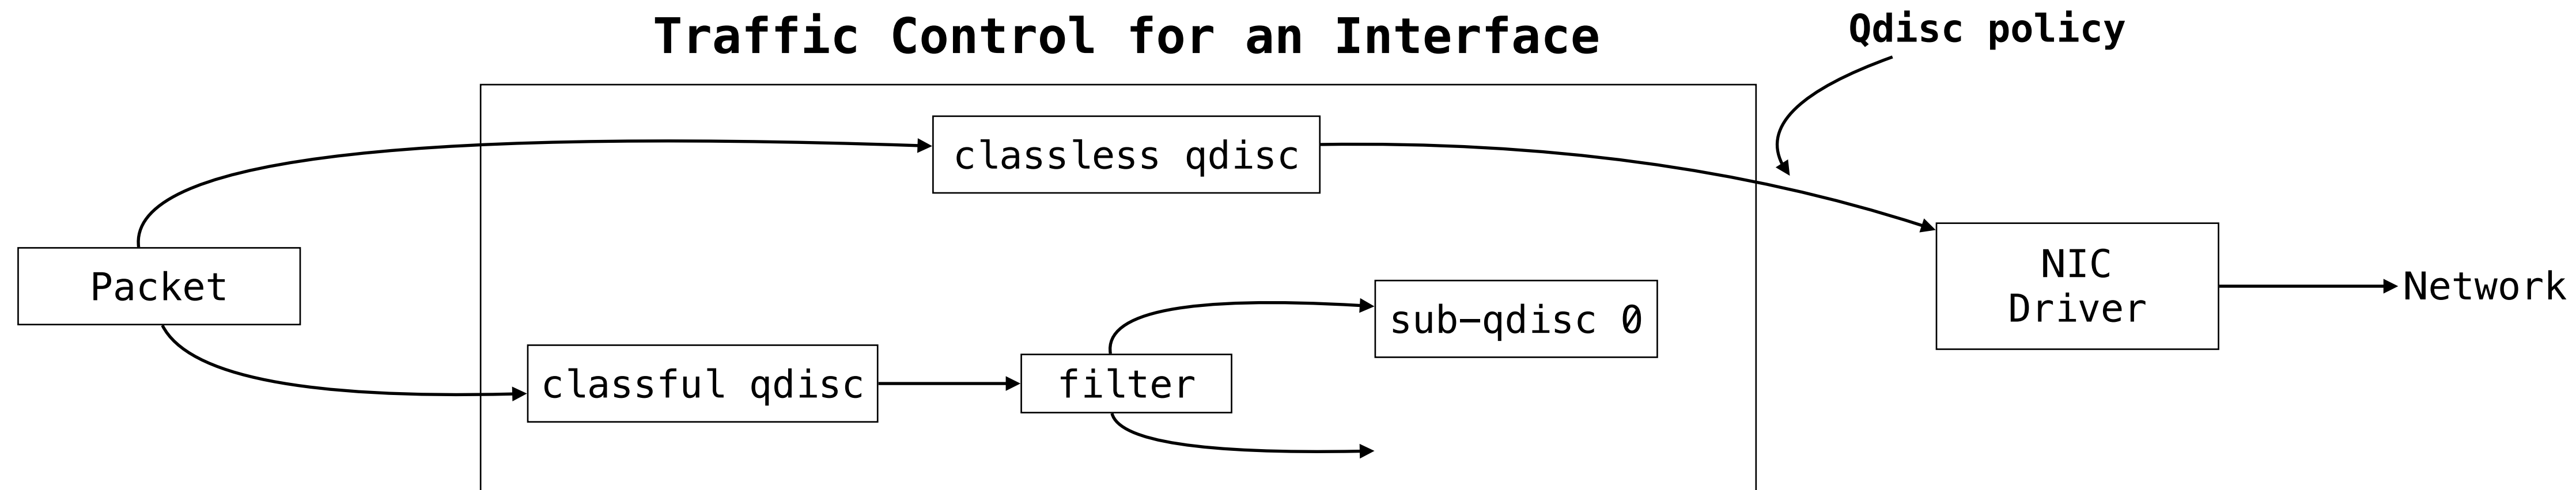 Traffic Control for an Interface
Qdisc policy
classless qdisc
Packet
NIC
Driver
Network
sub-qdisc 0
classful qdisc
filter